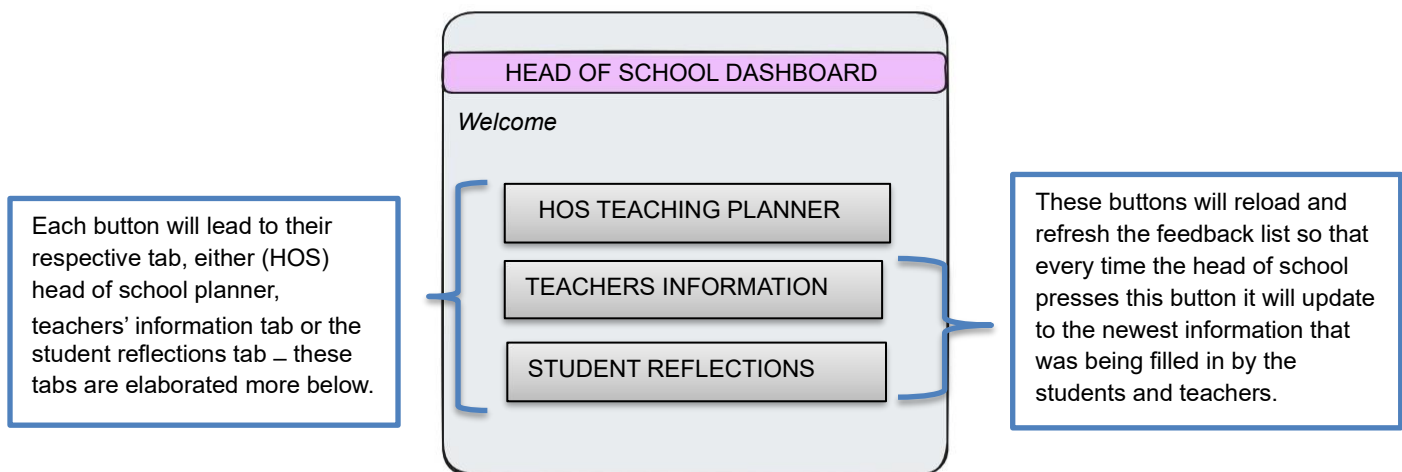 HEAD OF SCHOOL DASHBOARD
Welcome
HOS TEACHING PLANNER
TEACHERS INFORMATION
STUDENT REFLECTIONS
Each button will lead to their
respective tab, either (HOS)
head of school planner,
teachers’ information tab or the
student reflections tab – these
tabs are elaborated more below.
These buttons will reload and
refresh the feedback list so that
every time the head of school
presses this button it will update
to the newest information that
was being filled in by the
students and teachers.